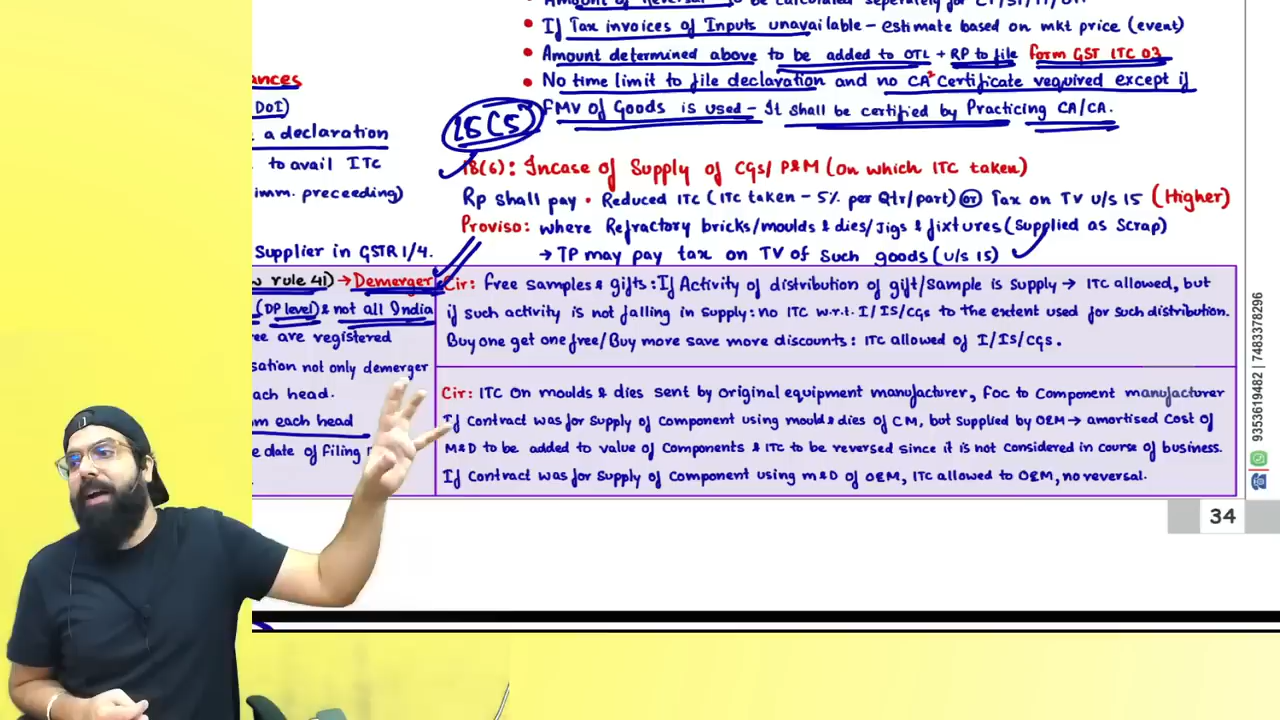 to be calculated seperately for
• If Tax invoices of Inputs unavailable – estimate based on mkt price (event)
• Amount determined above to be added to OTL + RP to file form GST ITC 03
• No time limit to file declaration and no CA² Certificate required except if
FMV of Goods is used – It shall be certified by Practicing CA/CA.
18(6): Incase of Supply of CGs/P&M (on which ITC taken)
Rp shall pay • Reduced ITC (ITC taken – 5% per Qtr/part) or Tax on TV u/s 15 (Higher)
Proviso: where Refractory bricks/moulds & dies/Jigs & fixtures (Supplied as Scrap)
→ TP may pay tax on TV of Such goods (u/s 15)
ances
DOI)
a declaration
to avail ITC
imm. preceeding)
Supplier in GSTR 1/4.
w rule 41) → Demerger
(DP level) & not all India
ee are registered
sation not only demerger
each head.
m each head
e date of filing
Cir: Free samples & gifts: If Activity of distribution of gift/Sample is Supply → ITC allowed, but
if such activity is not falling in Supply: no ITC w.r.t. I/IS/CGs to the extent used for such distribution.
Buy one get one free/Buy more save more discounts: ITC allowed of I/IS/CGS.
Cir: ITC on moulds & dies sent by Original equipment manufacturer, foc to Component manufacturer
If Contract was for Supply of Component using mould & dies of CM, but Supplied by OEM → amortised Cost of
M&D to be added to value of Components & ITC to be reversed since it is not considered in course of business.
If Contract was for Supply of Component using M&D of OEM, ITC allowed to OEM, no reversal.
9353619482 | 7483378296
34